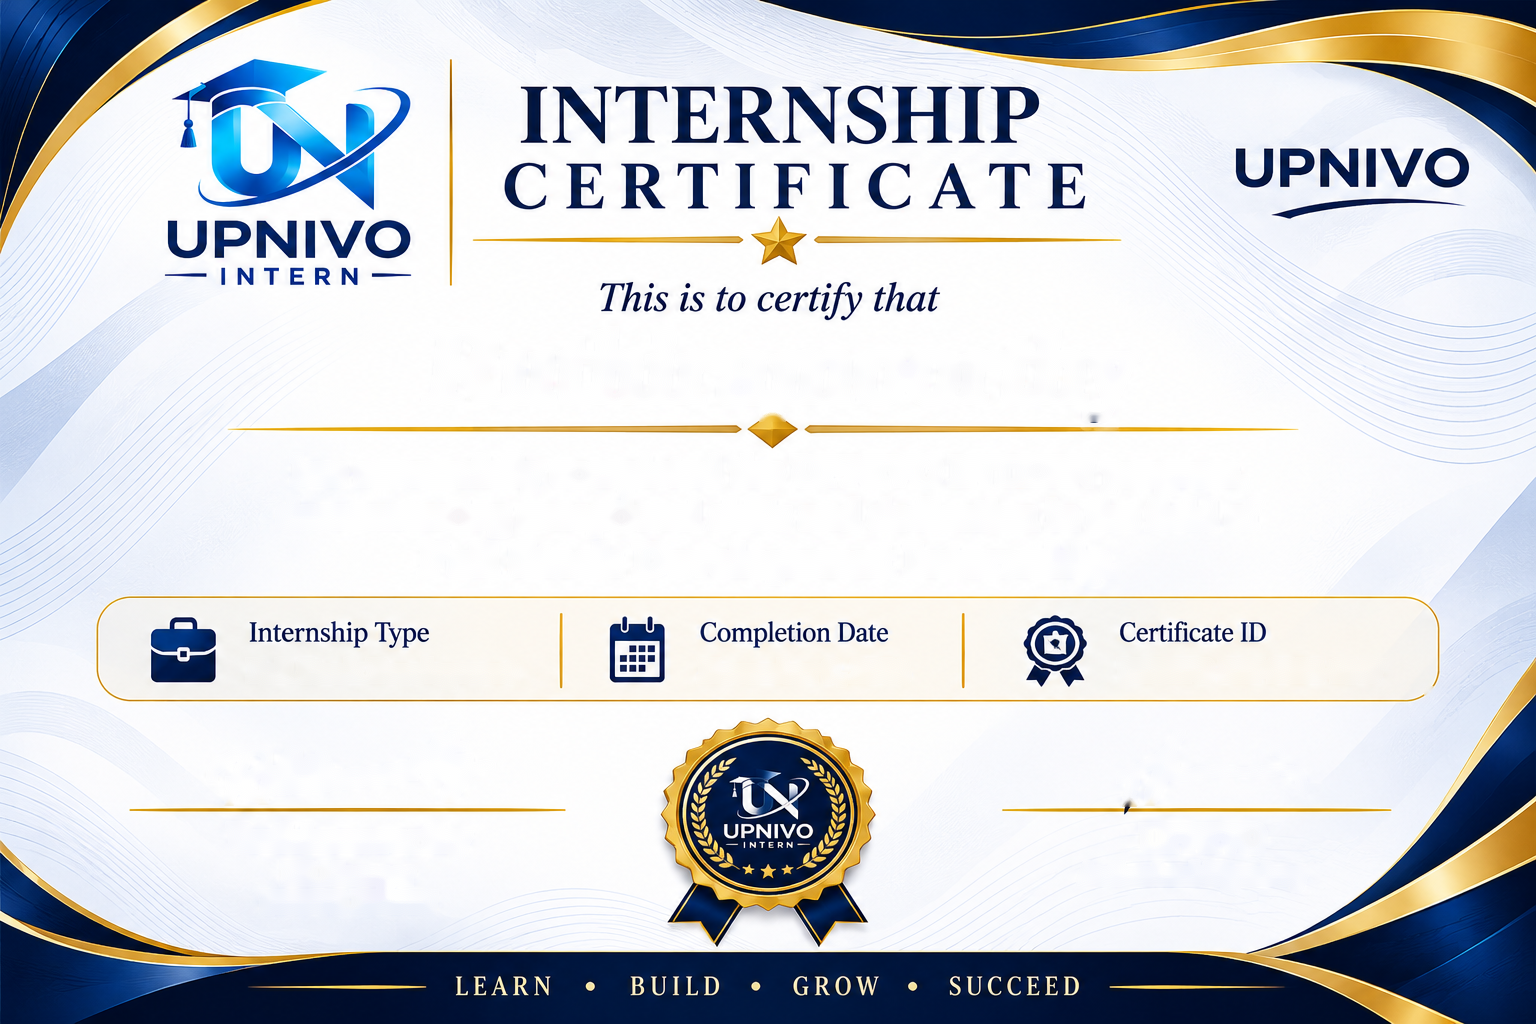 UPNIVO
INTERN
INTERNSHIP
CERTIFICATE
UPNIVO
This is to certify that
Internship Type
Completion Date
Certificate ID
UPNIVO
INTERN
LEARN • BUILD • GROW • SUCCEED